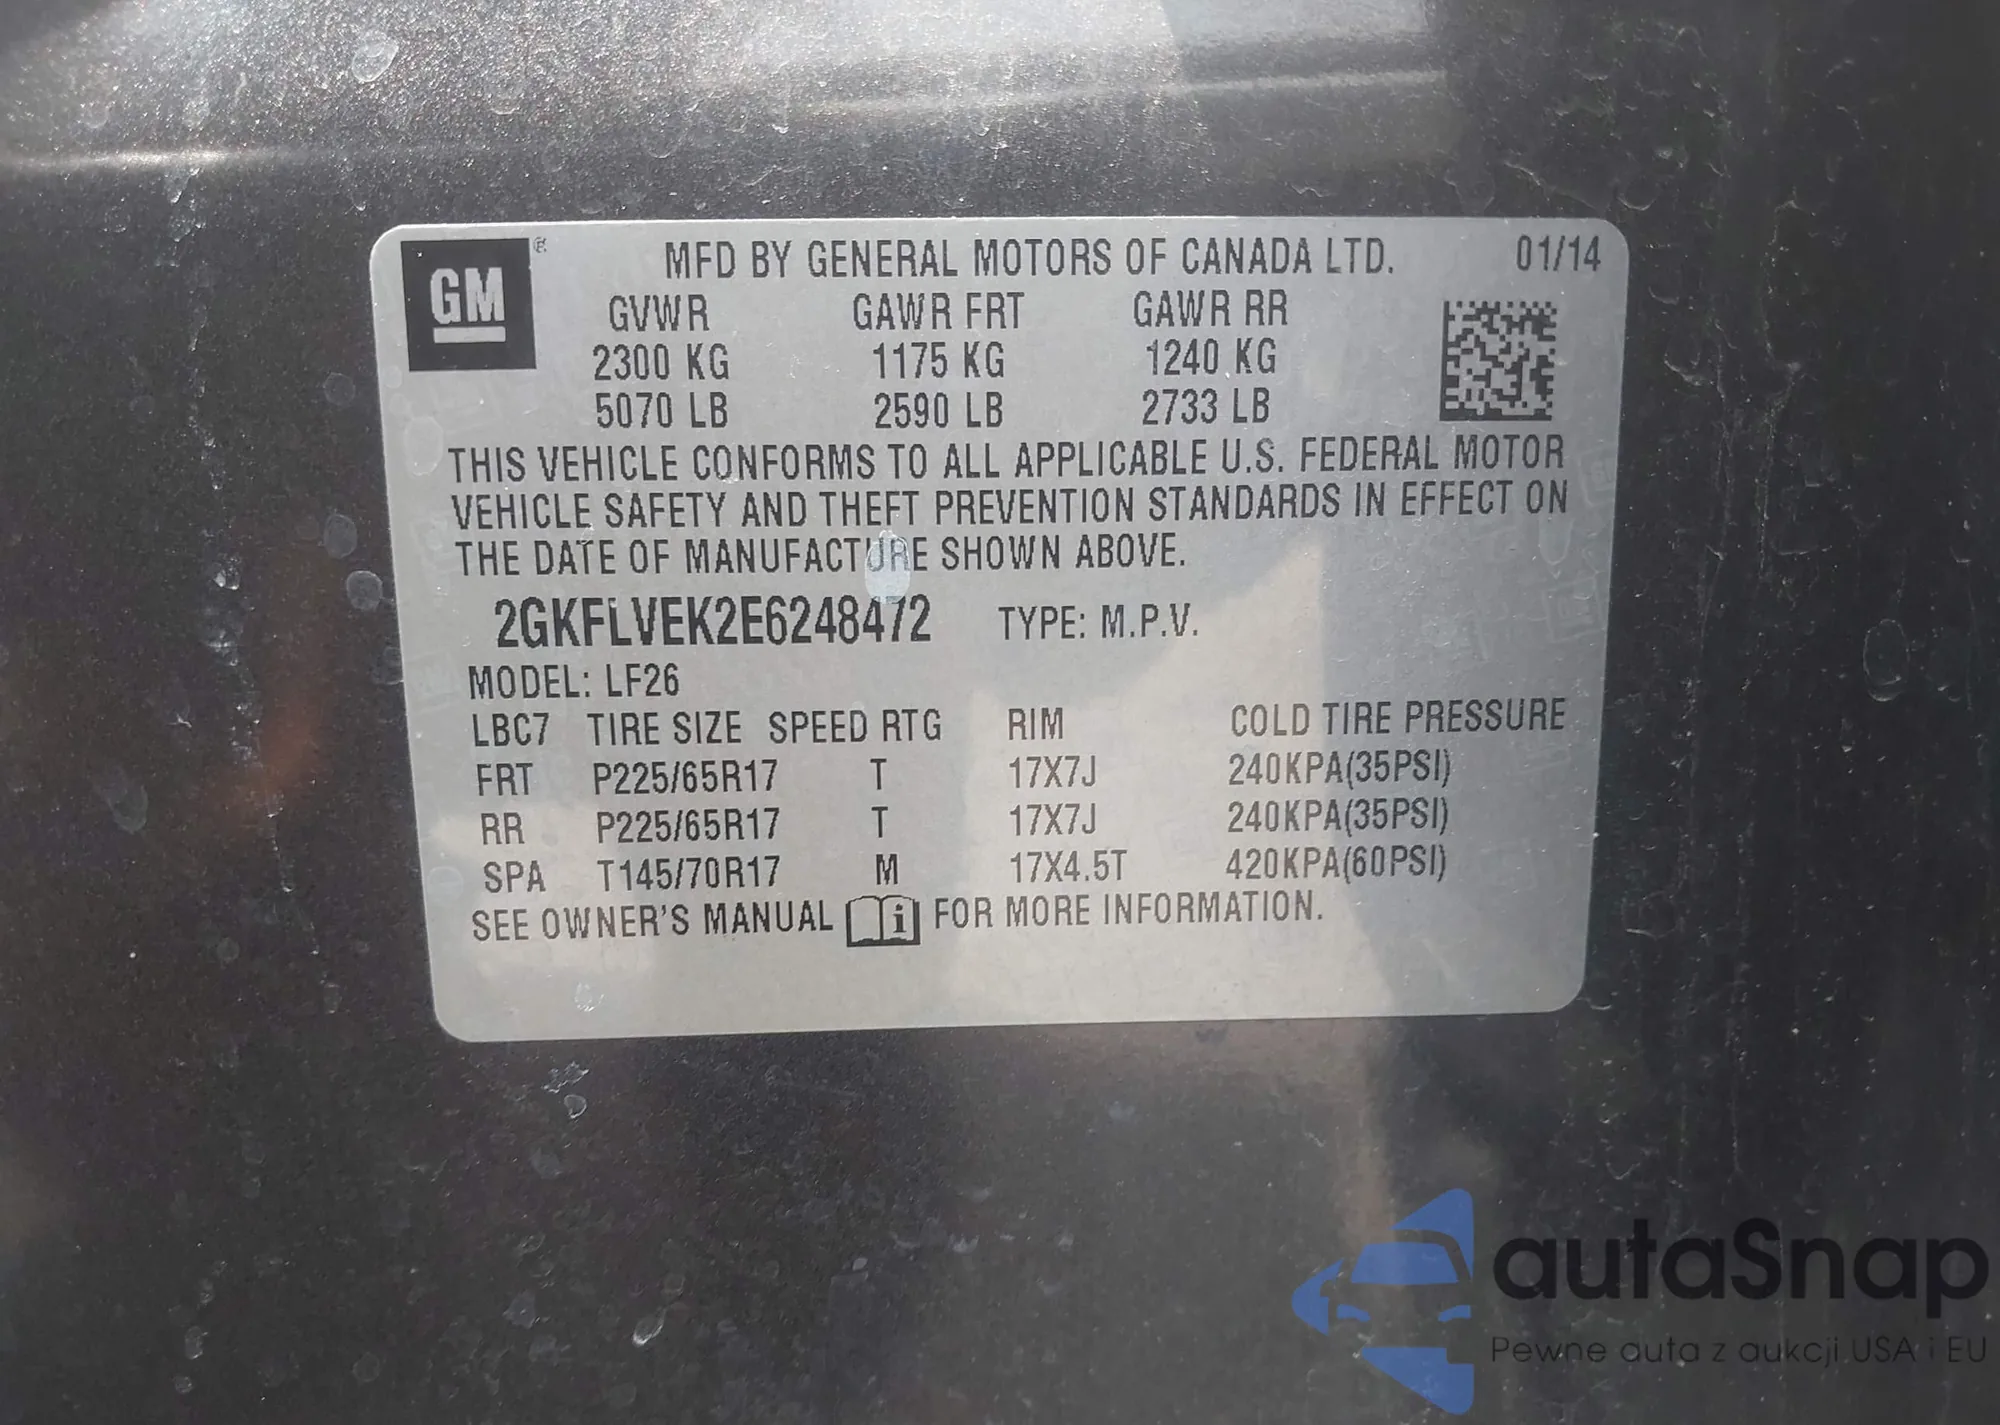 GM ® MFD BY GENERAL MOTORS OF CANADA LTD. 01/14
GVWR GAWR FRT GAWR RR
2300 KG 1175 KG 1240 KG
5070 LB 2590 LB 2733 LB
THIS VEHICLE CONFORMS TO ALL APPLICABLE U.S. FEDERAL MOTOR
VEHICLE SAFETY AND THEFT PREVENTION STANDARDS IN EFFECT ON
THE DATE OF MANUFACTURE SHOWN ABOVE.
2GKFLVEK2E6248472 TYPE: M.P.V.
MODEL: LF26
LBC7 TIRE SIZE SPEED RTG RIM COLD TIRE PRESSURE
FRT P225/65R17 T 17X7J 240KPA(35PSI)
RR P225/65R17 T 17X7J 240KPA(35PSI)
SPA T145/70R17 M 17X4.5T 420KPA(60PSI)
SEE OWNER'S MANUAL i FOR MORE INFORMATION.
autaSnap
Pewne auta z aukcji USA i EU